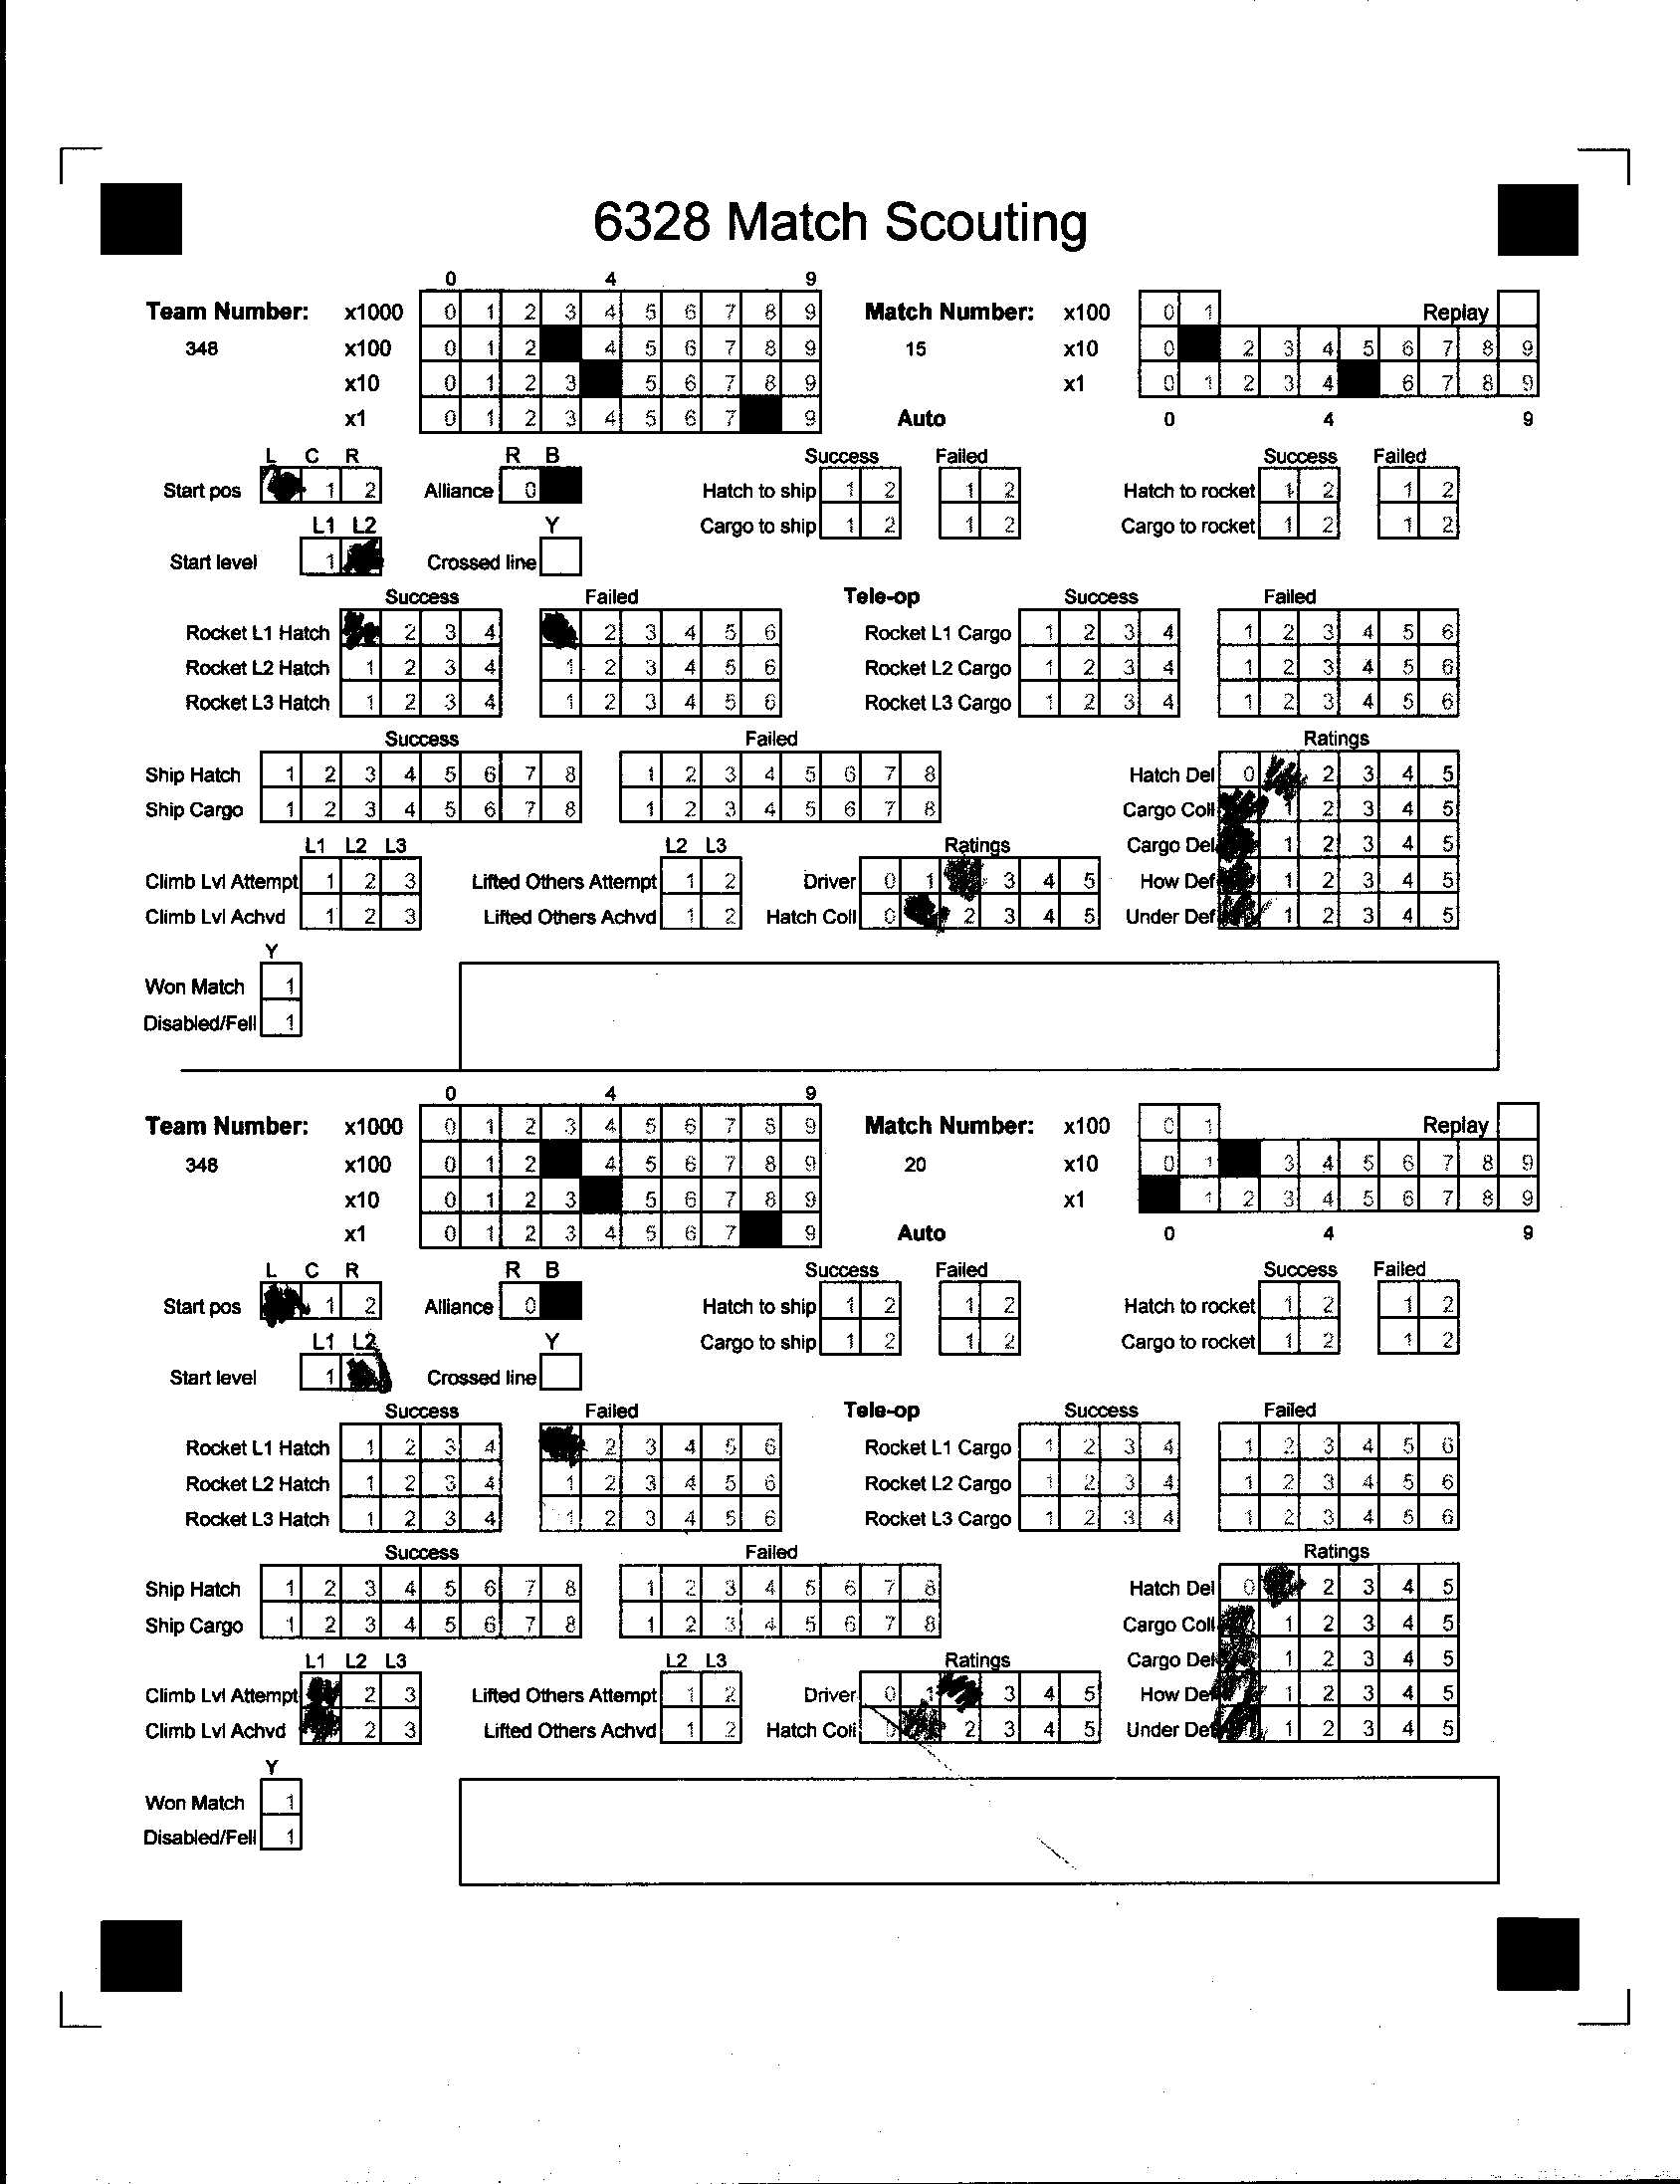 6328 Match Scouting
0 4 9
Team Number: x1000 0 1 2 3 4 5 6 7 8 9 Match Number: x100 0 1 Replay
348 x100 0 1 2 4 5 6 7 8 9 15 x10 0 2 3 4 5 6 7 8 9
x10 0 1 2 3 5 6 7 8 9 x1 0 1 2 3 4 6 7 8 9
x1 0 1 2 3 4 5 6 7 9 Auto 0 4 9
L C R R B Success Failed Success Failed
Start pos 1 2 Alliance 0 Hatch to ship 1 2 1 2 Hatch to rocket 1 2 1 2
L1 L2 Y Cargo to ship 1 2 1 2 Cargo to rocket 1 2 1 2
Start level 1 Crossed line
Success Failed Tele-op Success Failed
Rocket L1 Hatch 2 3 4 2 3 4 5 6 Rocket L1 Cargo 1 2 3 4 1 2 3 4 5 6
Rocket L2 Hatch 1 2 3 4 1 2 3 4 5 6 Rocket L2 Cargo 1 2 3 4 1 2 3 4 5 6
Rocket L3 Hatch 1 2 3 4 1 2 3 4 5 6 Rocket L3 Cargo 1 2 3 4 1 2 3 4 5 6
Success Failed Ratings
Ship Hatch 1 2 3 4 5 6 7 8 1 2 3 4 5 6 7 8 Hatch Del 0 2 3 4 5
Ship Cargo 1 2 3 4 5 6 7 8 1 2 3 4 5 6 7 8 Cargo Coll 1 2 3 4 5
L1 L2 L3 L2 L3 Ratings Cargo Del 1 2 3 4 5
Climb Lvl Attempt 1 2 3 Lifted Others Attempt 1 2 Driver 0 1 3 4 5 How Def 1 2 3 4 5
Climb Lvl Achvd 1 2 3 Lifted Others Achvd 1 2 Hatch Coll 0 2 3 4 5 Under Def 1 2 3 4 5
Y
Won Match 1
Disabled/Fell 1
0 4 9
Team Number: x1000 0 1 2 3 4 5 6 7 8 9 Match Number: x100 0 1 Replay
348 x100 0 1 2 4 5 6 7 8 9 20 x10 0 1 3 4 5 6 7 8 9
x10 0 1 2 3 5 6 7 8 9 x1 1 2 3 4 5 6 7 8 9
x1 0 1 2 3 4 5 6 7 9 Auto 0 4 9
L C R R B Success Failed Success Failed
Start pos 1 2 Alliance 0 Hatch to ship 1 2 1 2 Hatch to rocket 1 2 1 2
L1 L2 Y Cargo to ship 1 2 1 2 Cargo to rocket 1 2 1 2
Start level 1 Crossed line
Success Failed Tele-op Success Failed
Rocket L1 Hatch 1 2 3 4 2 3 4 5 6 Rocket L1 Cargo 1 2 3 4 1 2 3 4 5 6
Rocket L2 Hatch 1 2 3 4 1 2 3 4 5 6 Rocket L2 Cargo 1 2 3 4 1 2 3 4 5 6
Rocket L3 Hatch 1 2 3 4 1 2 3 4 5 6 Rocket L3 Cargo 1 2 3 4 1 2 3 4 5 6
Success Failed Ratings
Ship Hatch 1 2 3 4 5 6 7 8 1 2 3 4 5 6 7 8 Hatch Del 0 2 3 4 5
Ship Cargo 1 2 3 4 5 6 7 8 1 2 3 4 5 6 7 8 Cargo Coll 1 2 3 4 5
L1 L2 L3 L2 L3 Ratings Cargo Del 1 2 3 4 5
Climb Lvl Attempt 2 3 Lifted Others Attempt 1 2 Driver 0 1 3 4 5 How Def 1 2 3 4 5
Climb Lvl Achvd 2 3 Lifted Others Achvd 1 2 Hatch Coll 0 2 3 4 5 Under Def 1 2 3 4 5
Y
Won Match 1
Disabled/Fell 1